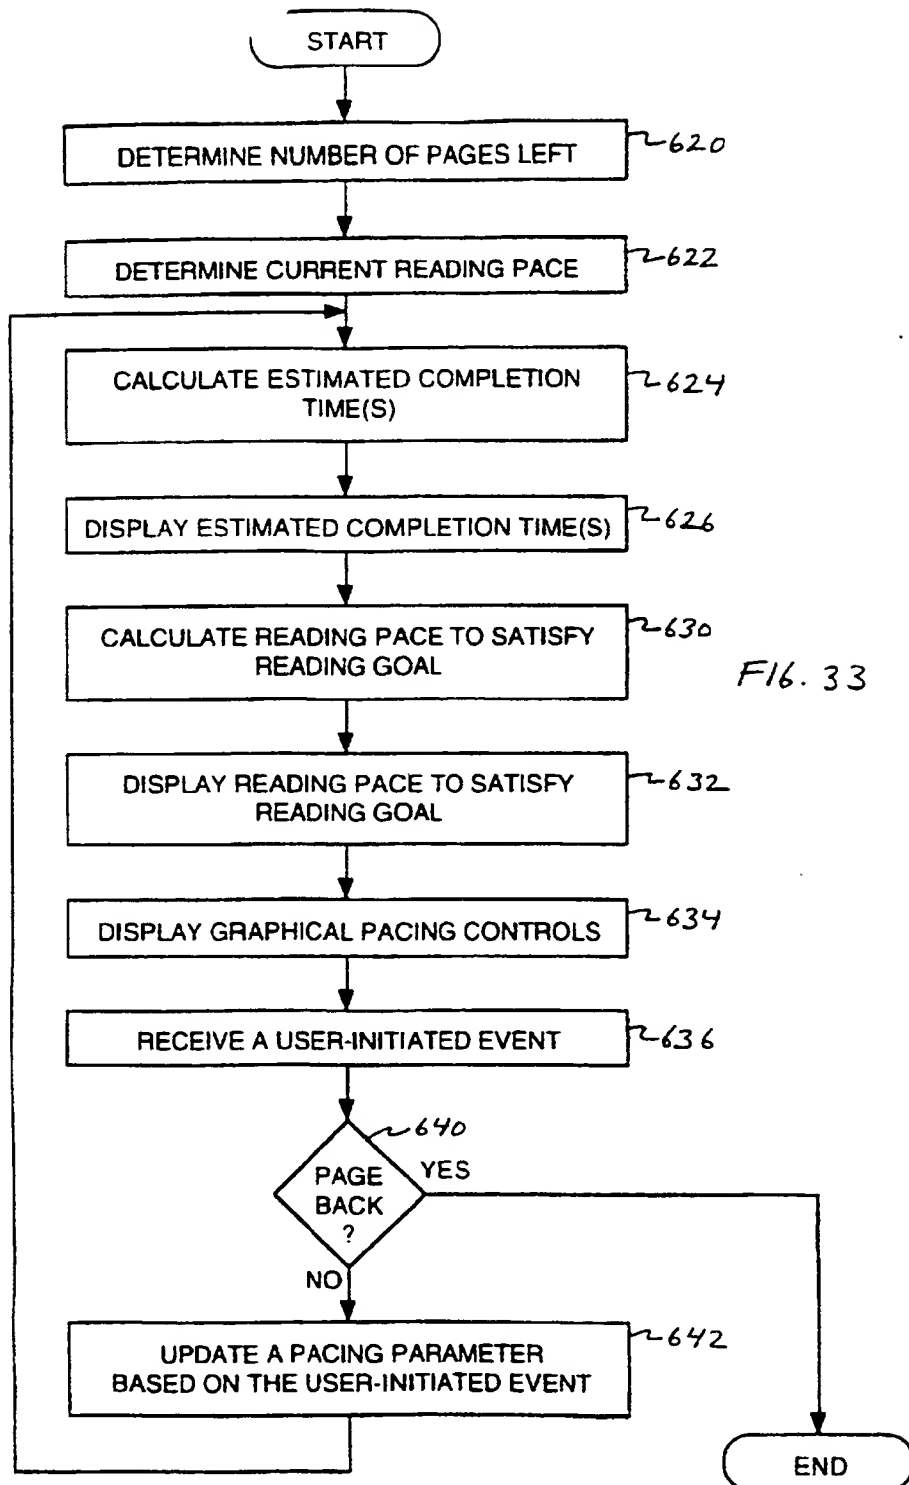 START
DETERMINE NUMBER OF PAGES LEFT
620
DETERMINE CURRENT READING PACE
622
CALCULATE ESTIMATED COMPLETION
TIME(S)
624
DISPLAY ESTIMATED COMPLETION TIME(S)
626
CALCULATE READING PACE TO SATISFY
READING GOAL
630
FIG. 33
DISPLAY READING PACE TO SATISFY
READING GOAL
632
DISPLAY GRAPHICAL PACING CONTROLS
634
RECEIVE A USER-INITIATED EVENT
636
640
PAGE
BACK
?
YES
NO
UPDATE A PACING PARAMETER
BASED ON THE USER-INITIATED EVENT
642
END